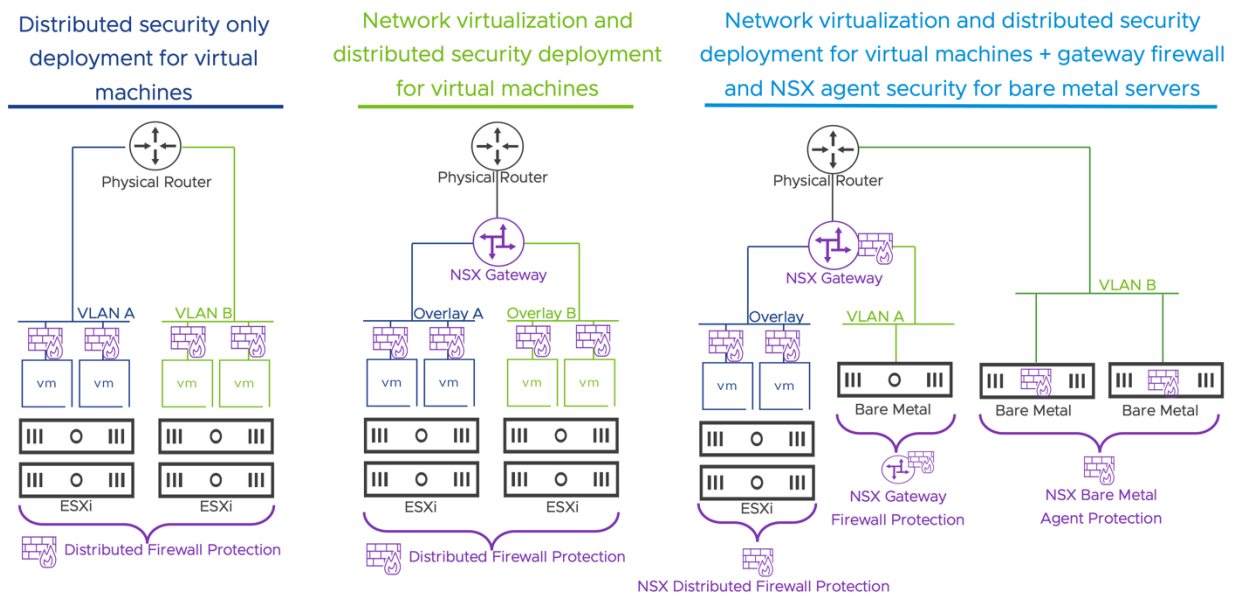 Distributed security only
deployment for virtual
machines
Physical Router
VLAN A
VLAN B
vm
vm
vm
vm
ESXi
ESXi
Distributed Firewall Protection
Network virtualization and
distributed security deployment
for virtual machines
Physical Router
NSX Gateway
Overlay A
Overlay B
vm
vm
vm
vm
ESXi
ESXi
Distributed Firewall Protection
Network virtualization and distributed security
deployment for virtual machines + gateway firewall
and NSX agent security for bare metal servers
Physical Router
NSX Gateway
VLAN B
Overlay
VLAN A
vm
vm
Bare Metal
Bare Metal
Bare Metal
ESXi
NSX Gateway
Firewall Protection
NSX Bare Metal
Agent Protection
NSX Distributed Firewall Protection